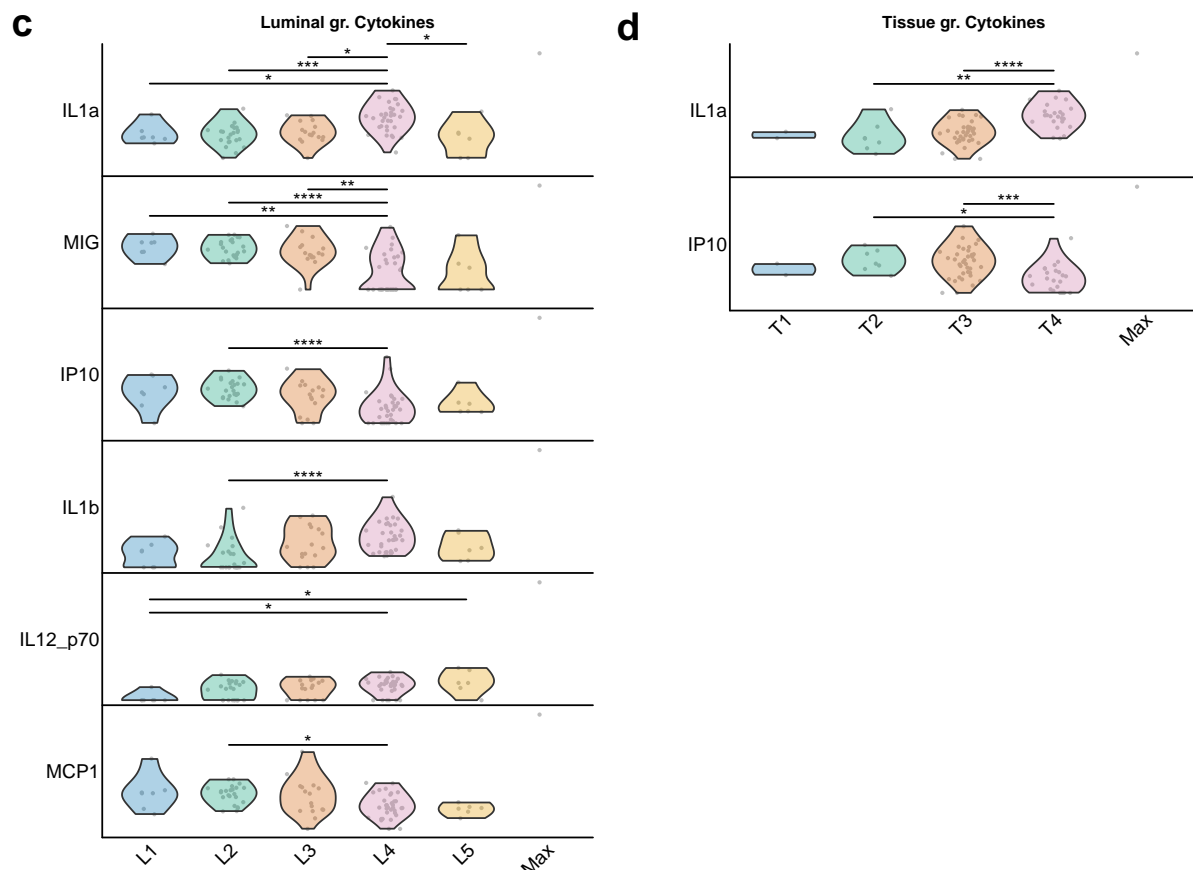 c
Luminal gr. Cytokines
IL1a
*
*
***
*
MIG
**
****
**
IP10
****
IL1b
****
IL12_p70
*
*
MCP1
*
L1
L2
L3
L4
L5
Max
d
Tissue gr. Cytokines
IL1a
****
**
IP10
***
*
T1
T2
T3
T4
Max